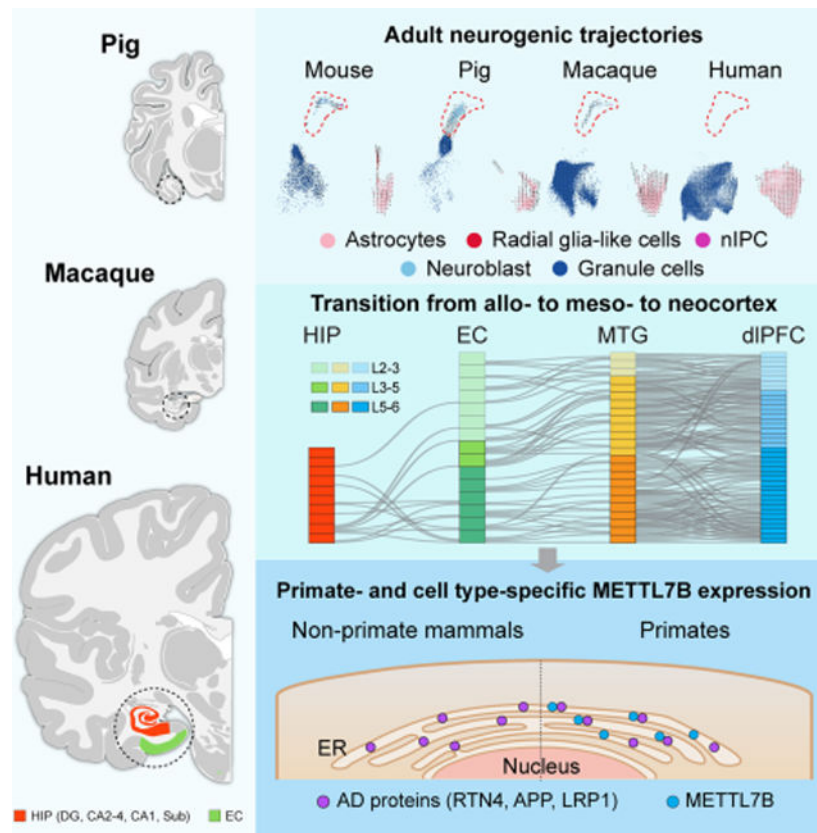 Pig
Macaque
Human
HIP (DG, CA2-4, CA1, Sub) EC
Adult neurogenic trajectories
Mouse Pig Macaque Human
Astrocytes Radial glia-like cells nIPC
Neuroblast Granule cells
Transition from allo- to meso- to neocortex
HIP EC MTG dlPFC
L2-3
L3-5
L5-6
Primate- and cell type-specific METTL7B expression
Non-primate mammals Primates
ER
Nucleus
AD proteins (RTN4, APP, LRP1) METTL7B